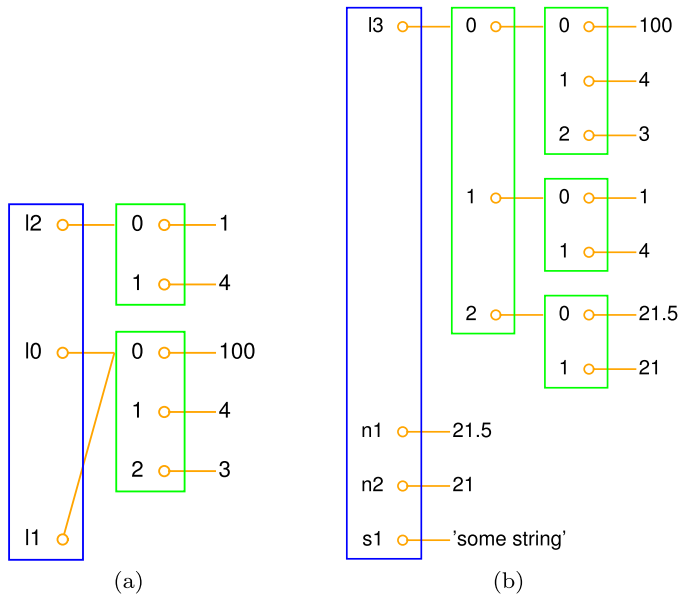 l2 0 1
1 4
l0 0 100
1 4
2 3
l1
(a)
l3 0 0 100
1 4
2 3
1 0 1
1 4
2 0 21.5
1 21
n1 21.5
n2 21
s1 'some string'
(b)